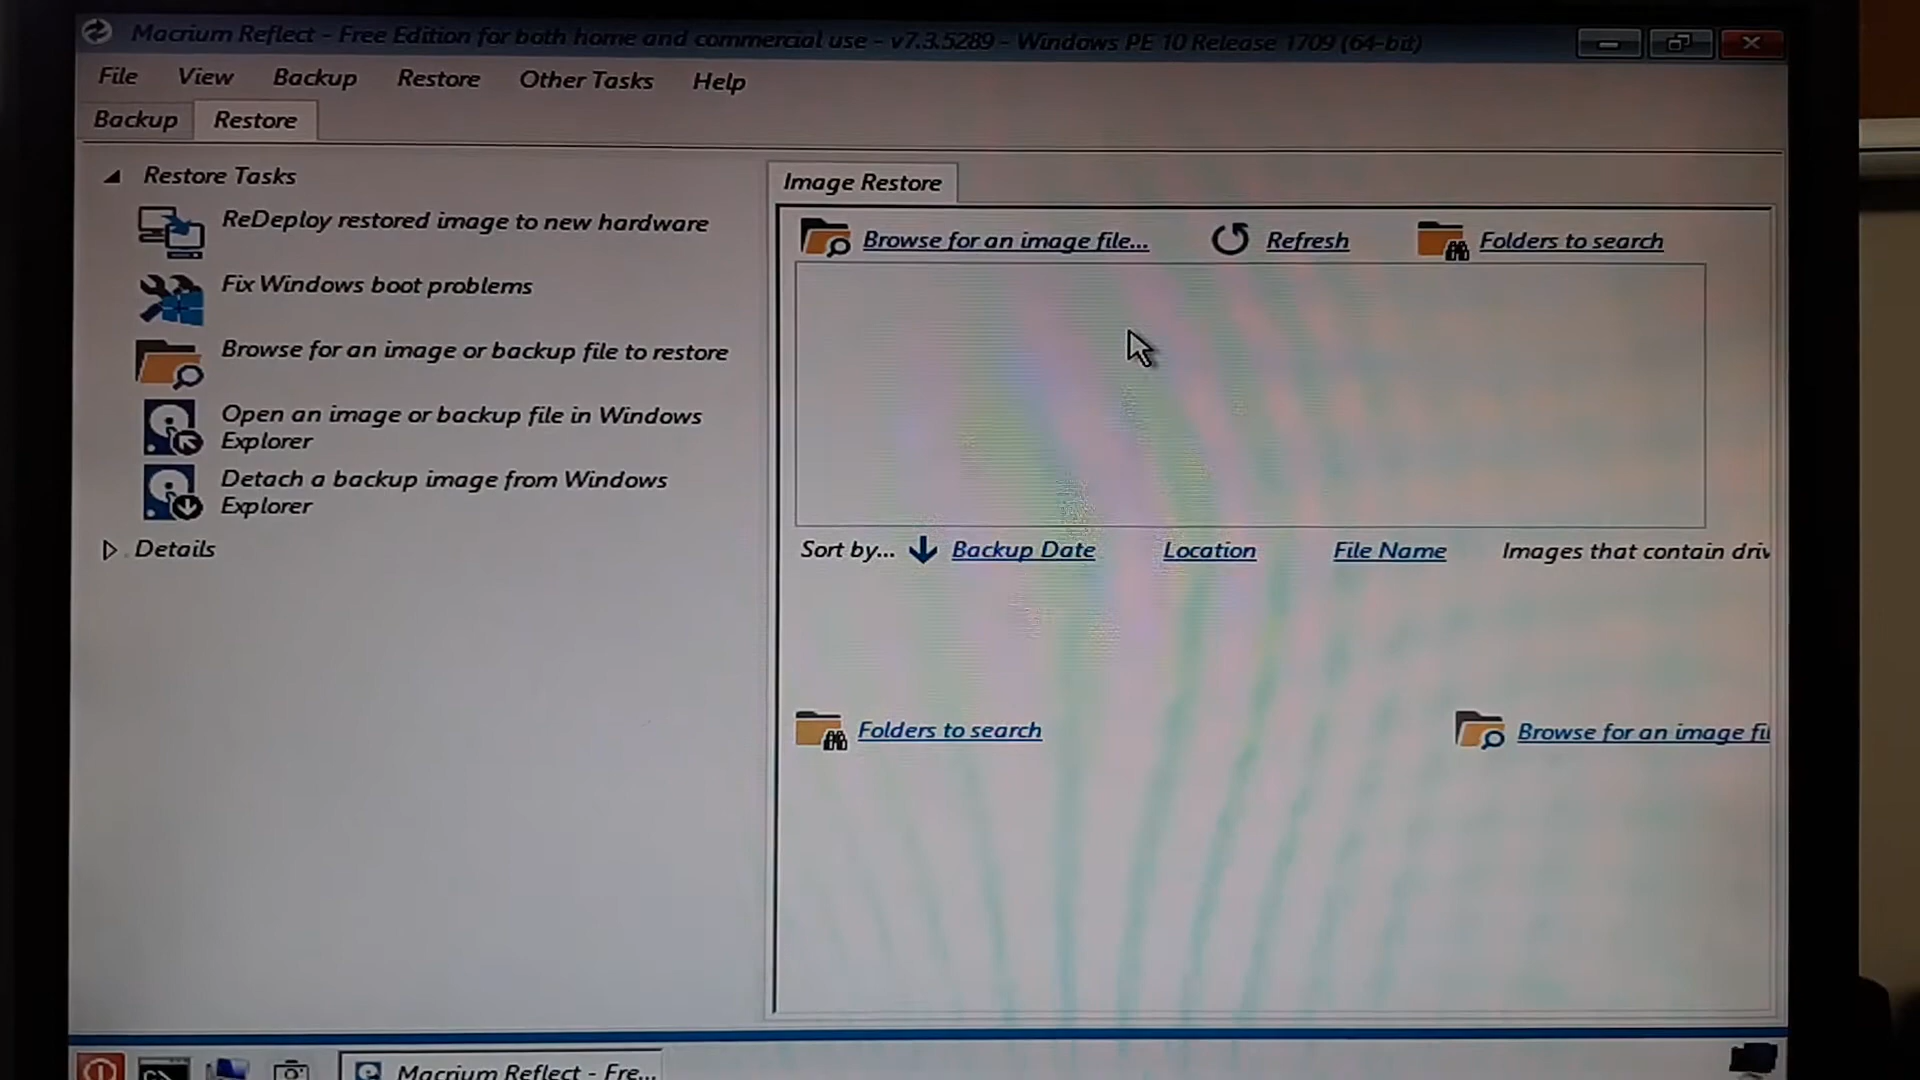 Macrium Reflect - Free Edition for both home and commercial use - v7.3.5289 - Windows PE 10 Release 1709 (64-bit)
File View Backup Restore Other Tasks Help
Backup Restore
Restore Tasks
ReDeploy restored image to new hardware
Fix Windows boot problems
Browse for an image or backup file to restore
Open an image or backup file in Windows
Explorer
Detach a backup image from Windows
Explorer
Details
Image Restore
Browse for an image file... Refresh Folders to search
Sort by... Backup Date Location File Name Images that contain driv
Folders to search Browse for an image fi
Macrium Reflect - Fre...